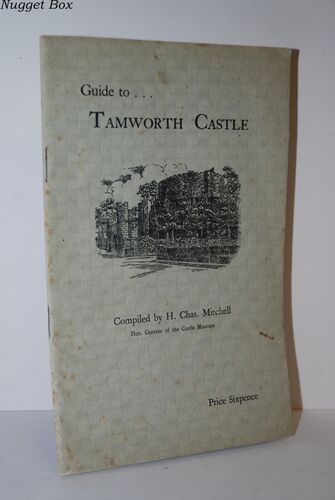 Nugget Box
Guide to . . .
TAMWORTH CASTLE
Compiled by H. Chas. Mitchell
Hon. Curator of the Castle Museum
Price Sixpence